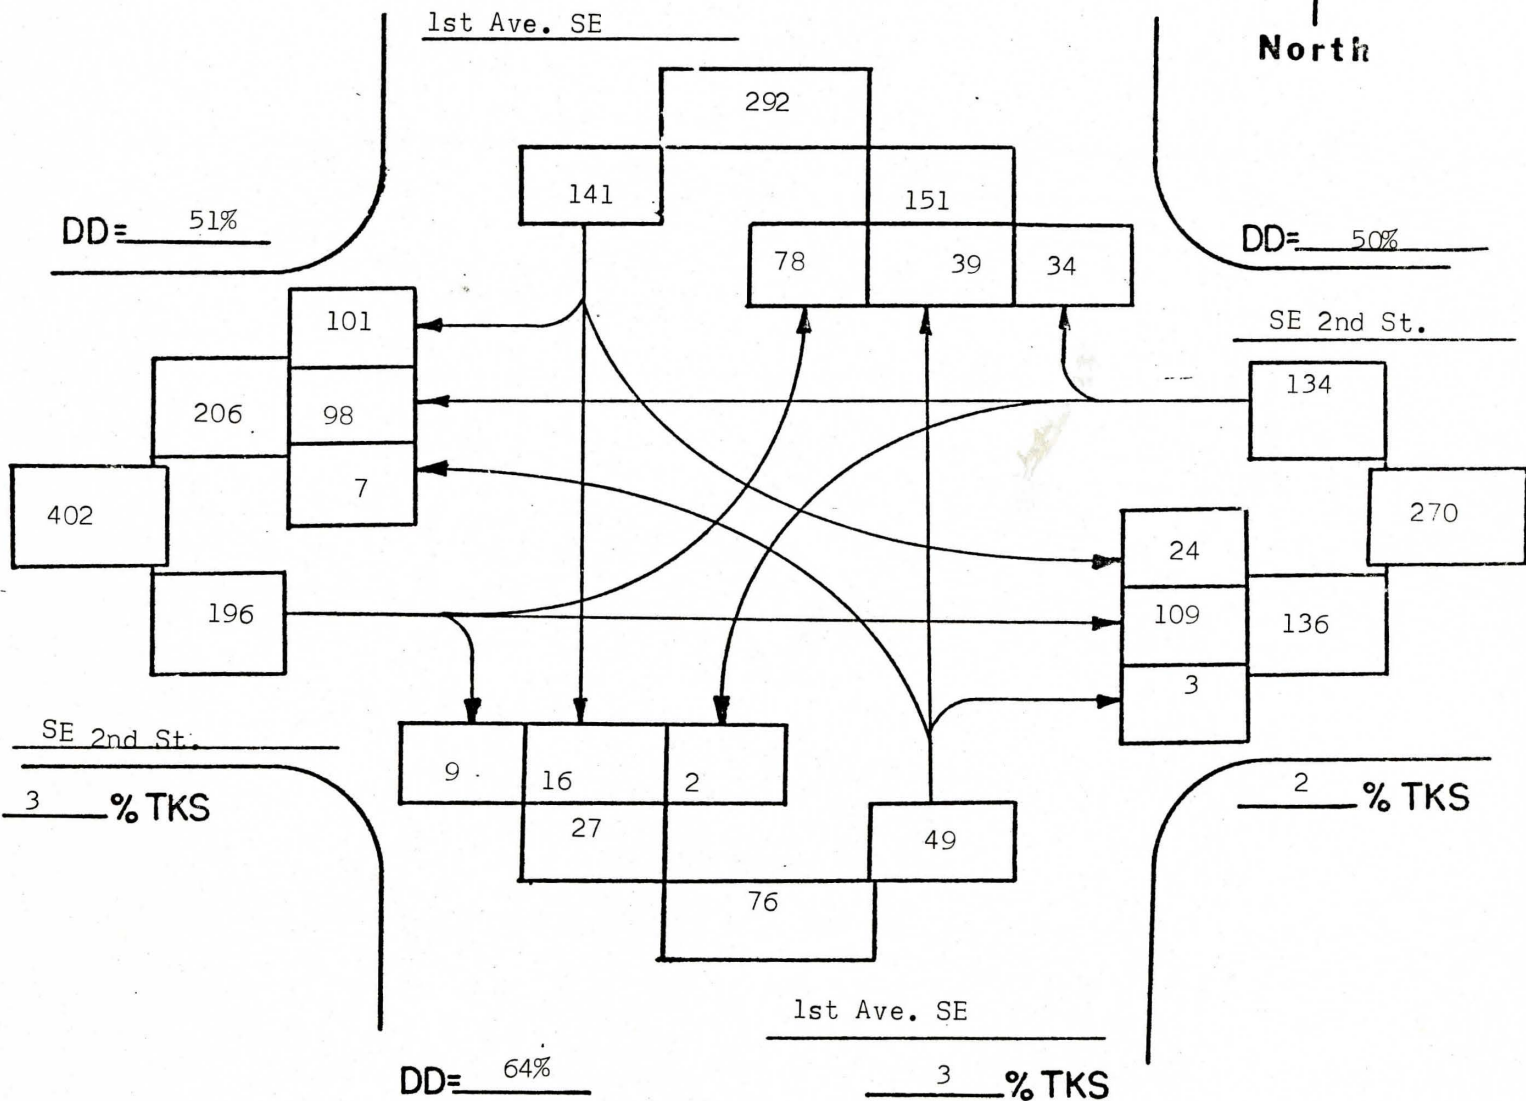 1st Ave. SE
North
292
141
151
DD= 51%
DD= 50%
78 39 34
101
SE 2nd St.
134
206 98
7
402
270
24
196
109 136
3
SE 2nd St.
9 16 2
3 % TKS
2 % TKS
27
49
76
1st Ave. SE
DD= 64%
3 % TKS